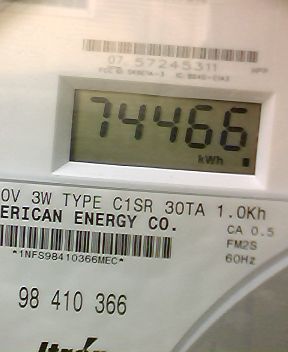 07 57245311
74466
kWh
0V 3W TYPE C1SR 30TA 1.0Kh
ERICAN ENERGY CO. CA 0.5
FM2S
*1NFS98410366MEC* 60Hz
98 410 366
Itrón